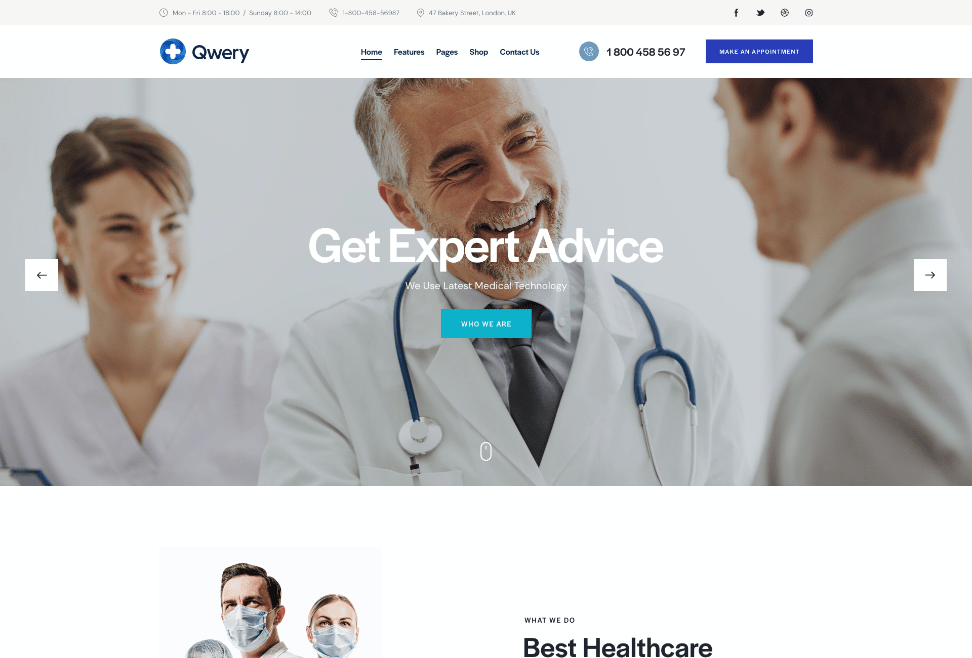 Mon - Fri 8:00 - 18:00 / Sunday 8:00 - 14:00
1-800-458-56987
47 Bakery Street, London, UK
Qwery
Home Features Pages Shop Contact Us
1 800 458 56 97
MAKE AN APPOINTMENT
Get Expert Advice
We Use Latest Medical Technology
WHO WE ARE
WHAT WE DO
Best Healthcare